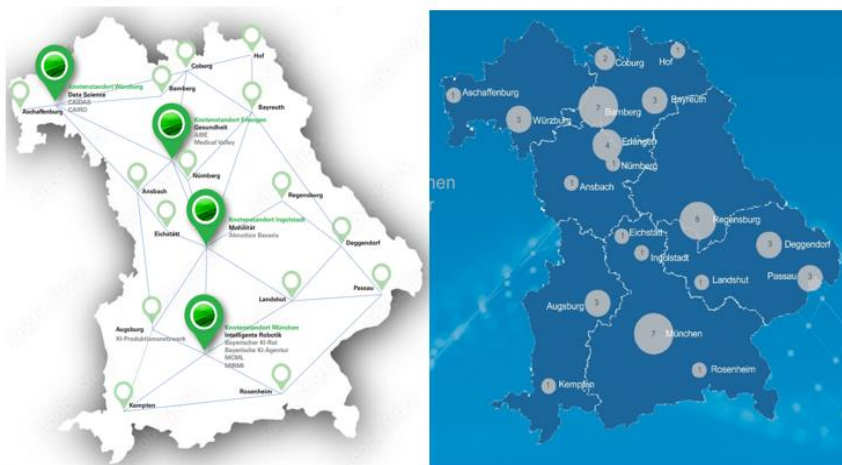 Hof
Coburg
Knotenstandort Würzburg
Data Science
CAIDAS
CAIRO
Bamberg
Aschaffenburg
Bayreuth
Knotenstandort Erlangen
Gesundheit
AIME
Medical Valley
Nürnberg
Ansbach
Regensburg
Knotenstandort Ingolstadt
Mobilität
Almotion Bavaria
Eichstätt
Deggendorf
Passau
Landshut
Augsburg
KI-Produktionsnetzwerk
Knotenstandort München
Intelligente Robotik
Bayerischer KI-Rat
Bayerische KI-Agentur
MCML
MIRMI
Rosenheim
Kempten
1
Hof
2
Coburg
1
Aschaffenburg
7
Bamberg
3
Bayreuth
3
Würzburg
4
Erlangen
1
Nürnberg
1
Ansbach
Regensburg
1
Eichstätt
1
Ingolstadt
3
Deggendorf
3
Passau
1
Landshut
3
Augsburg
7
München
1
Rosenheim
1
Kempten